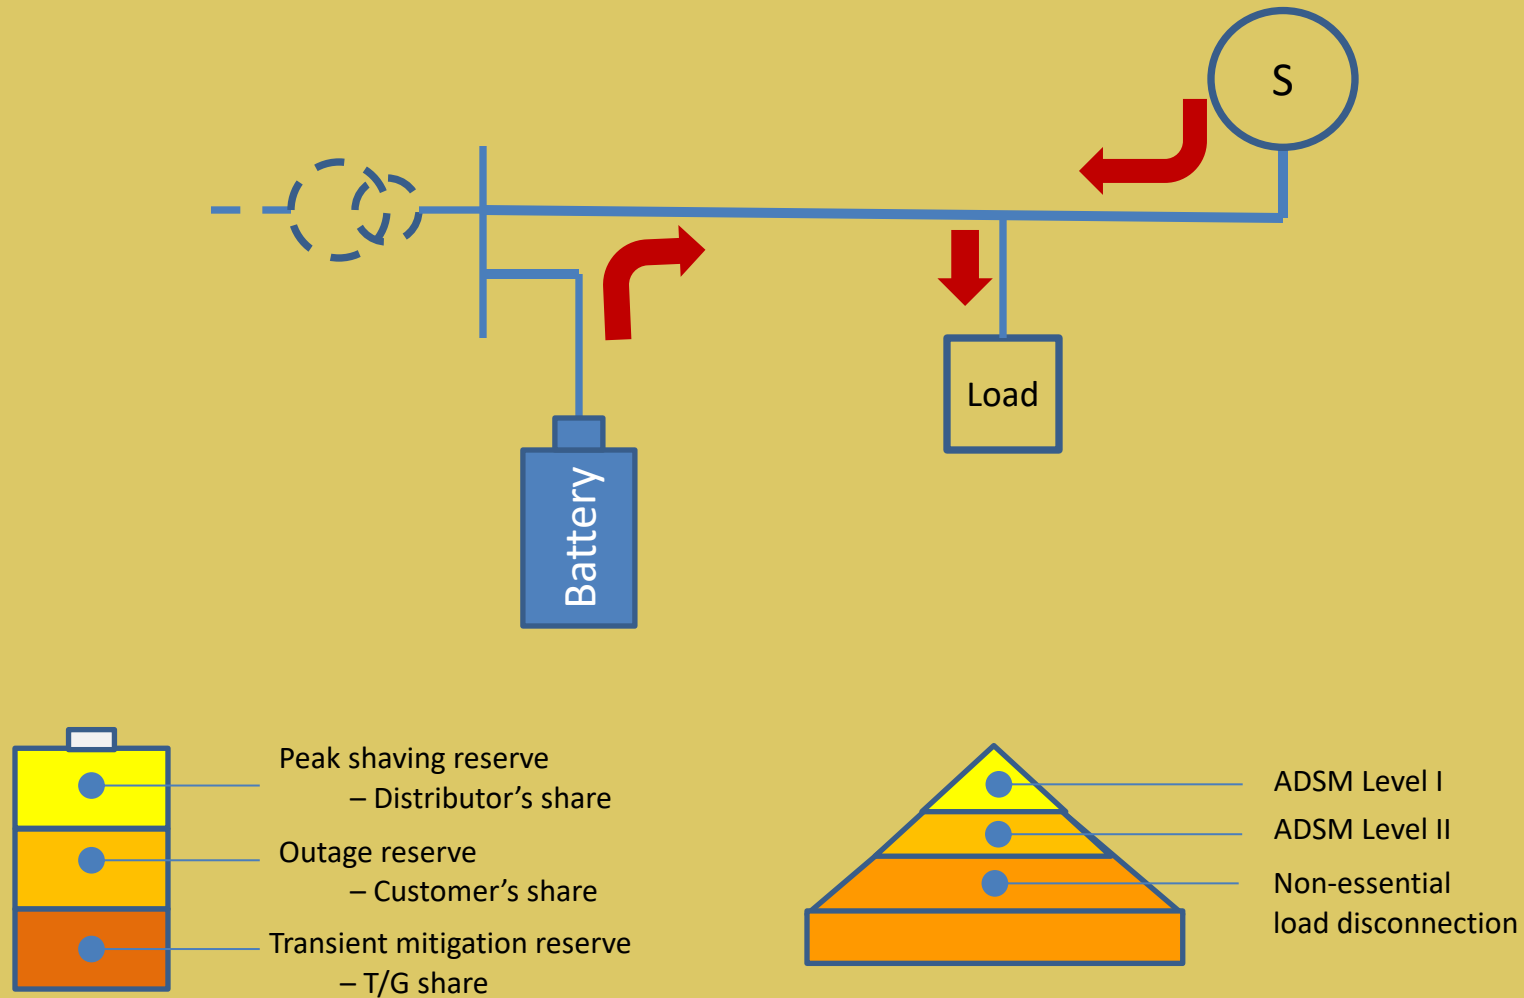 S
Load
Battery
Peak shaving reserve
– Distributor’s share
Outage reserve
– Customer’s share
Transient mitigation reserve
– T/G share
ADSM Level I
ADSM Level II
Non-essential
load disconnection